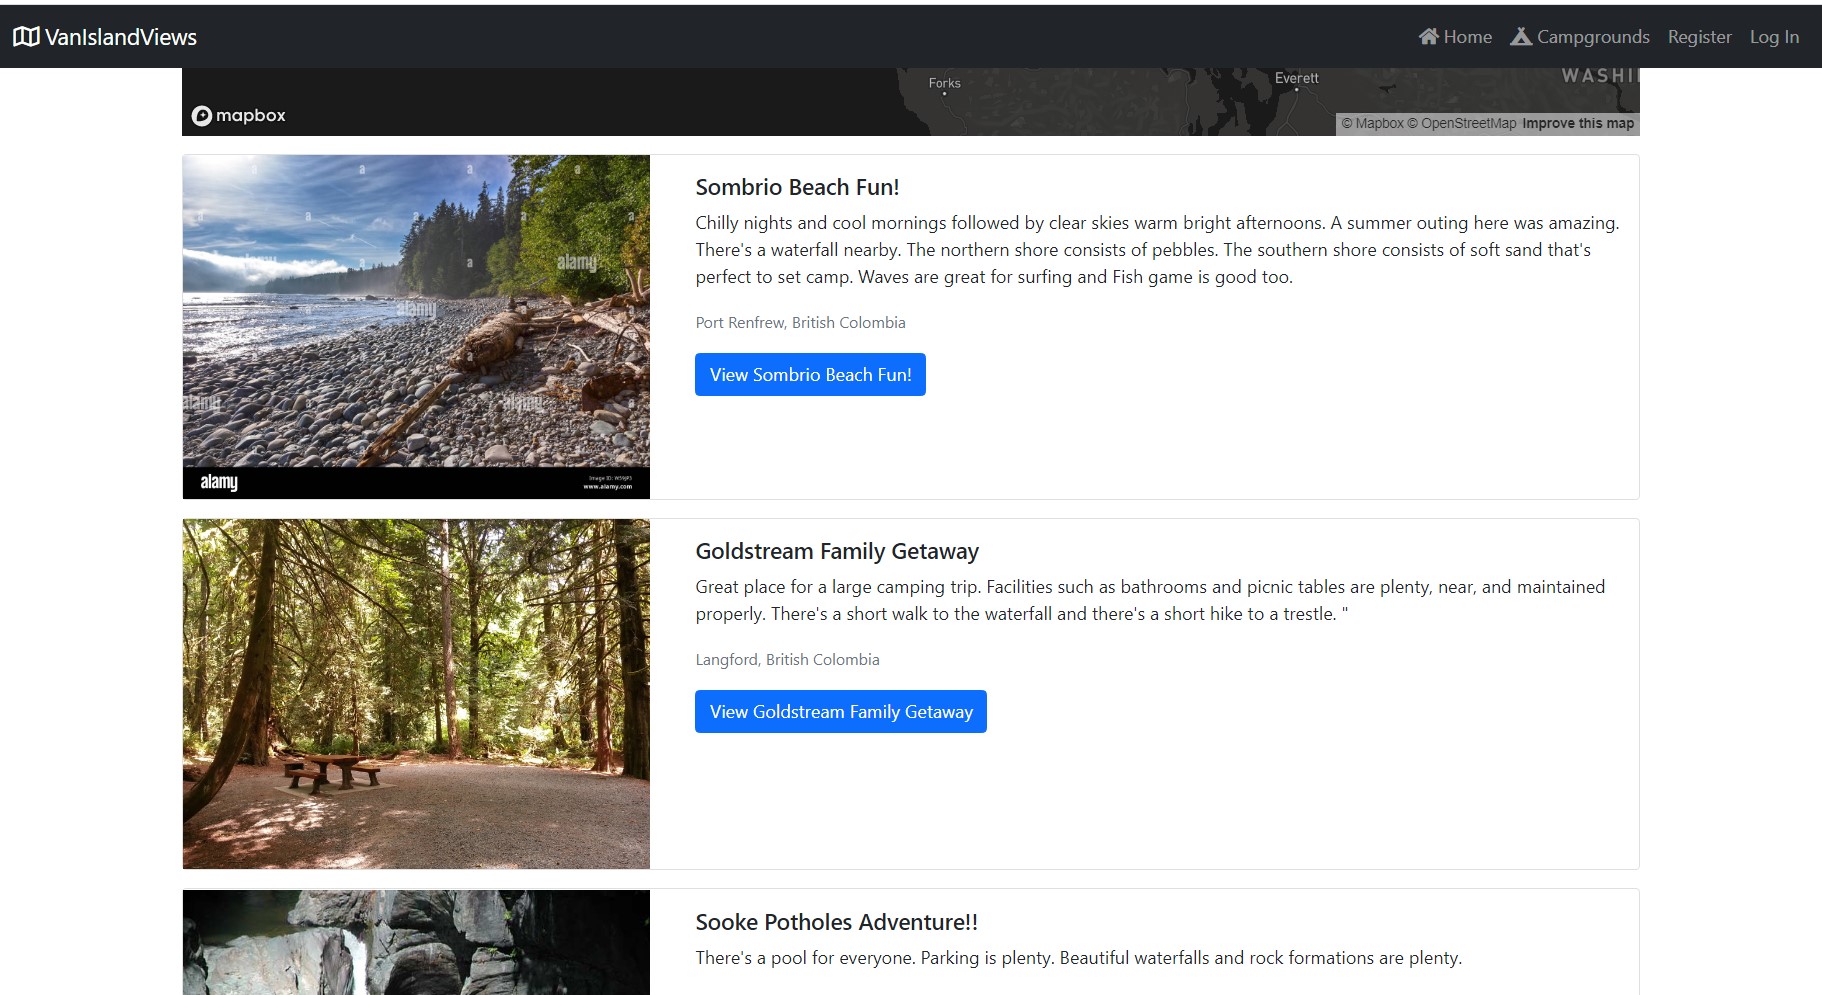 VanIslandViews
Home Campgrounds Register Log In
Forks
Everett
WASHI
mapbox
© Mapbox © OpenStreetMap Improve this map
Sombrio Beach Fun!
Chilly nights and cool mornings followed by clear skies warm bright afternoons. A summer outing here was amazing.
There's a waterfall nearby. The northern shore consists of pebbles. The southern shore consists of soft sand that's
perfect to set camp. Waves are great for surfing and Fish game is good too.
Port Renfrew, British Colombia
View Sombrio Beach Fun!
a a a a
a a a a a
alamy a alamy
alamy
alamy a alamy a
alamy
www.alamy.com
Goldstream Family Getaway
Great place for a large camping trip. Facilities such as bathrooms and picnic tables are plenty, near, and maintained
properly. There's a short walk to the waterfall and there's a short hike to a trestle. "
Langford, British Colombia
View Goldstream Family Getaway
Sooke Potholes Adventure!!
There's a pool for everyone. Parking is plenty. Beautiful waterfalls and rock formations are plenty.